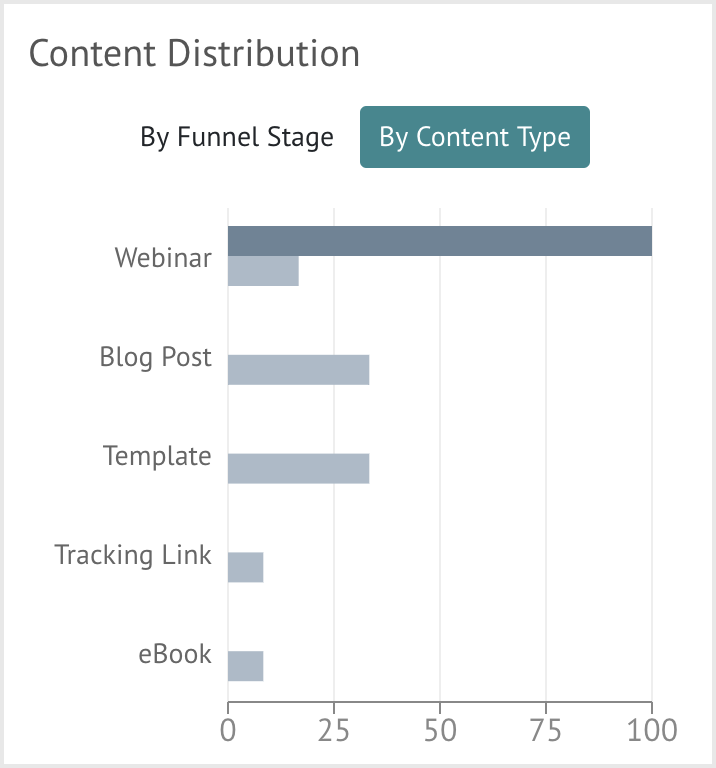 Content Distribution
By Funnel Stage By Content Type
Webinar
Blog Post
Template
Tracking Link
eBook
0 25 50 75 100